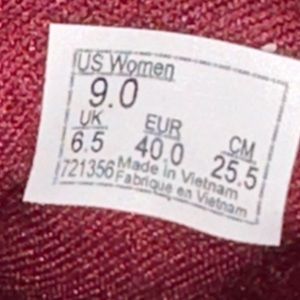 US Women
9.0
UK EUR CM
6.5 40.0 25.5
721356 Made in Vietnam
Fabrique en Vietnam